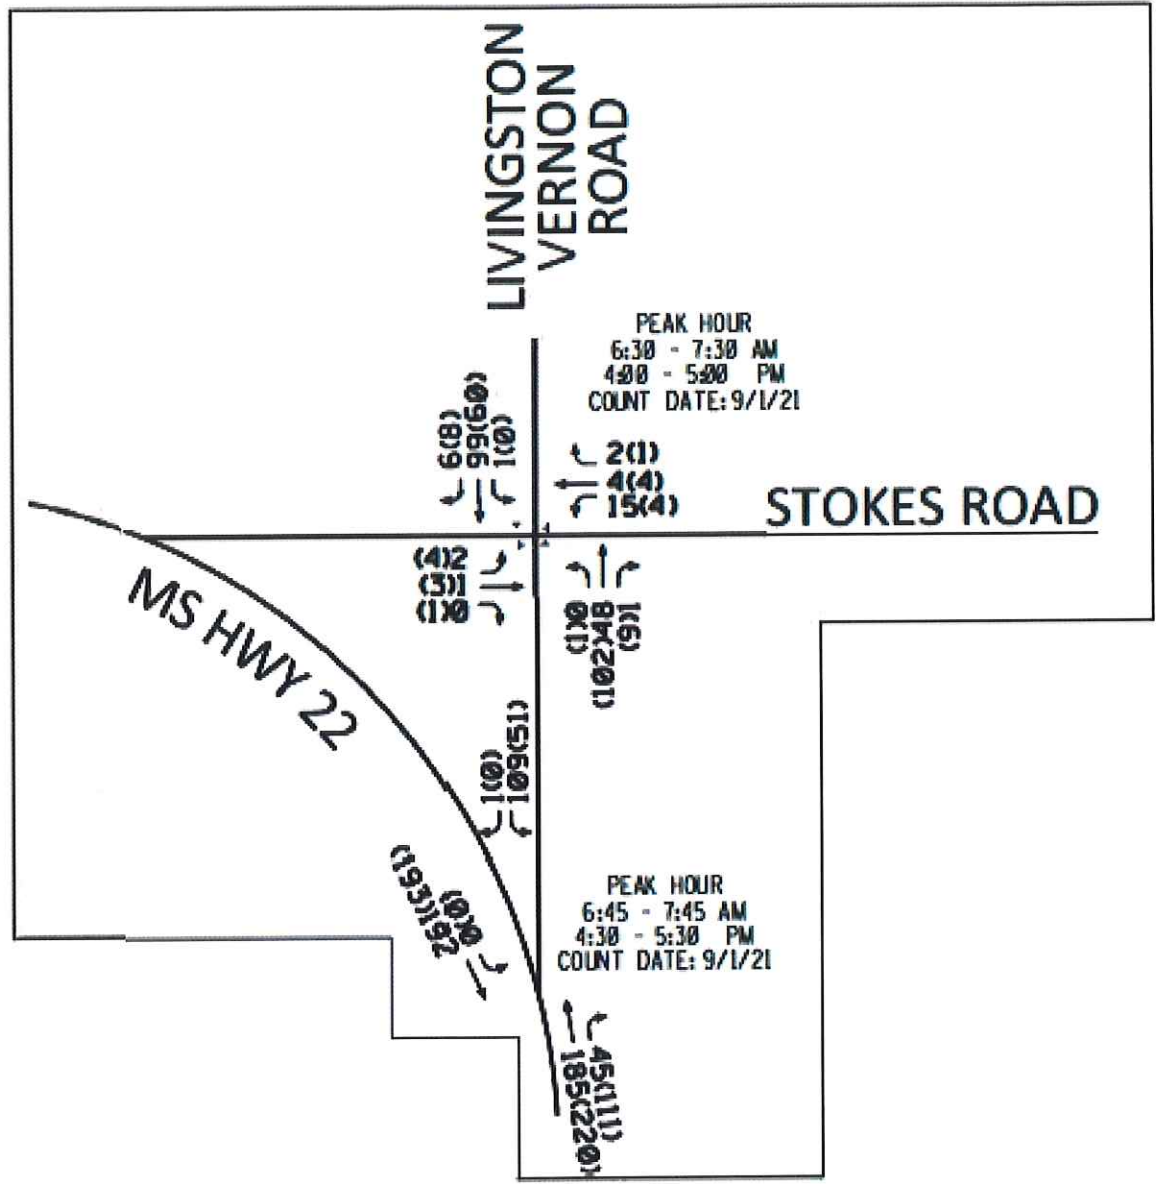 LIVINGSTON
VERNON
ROAD
PEAK HOUR
6:30 - 7:30 AM
4:00 - 5:00 PM
COUNT DATE: 9/1/21
6(8)
99(60)
1(0)
2(1)
4(4)
15(4)
STOKES ROAD
(4)2
(3)1
(1)0
(1)0
(102)48
(9)1
MS HWY 22
1(0)
109(51)
(0)0
(193)192
PEAK HOUR
6:45 - 7:45 AM
4:30 - 5:30 PM
COUNT DATE: 9/1/21
45(111)
185(220)